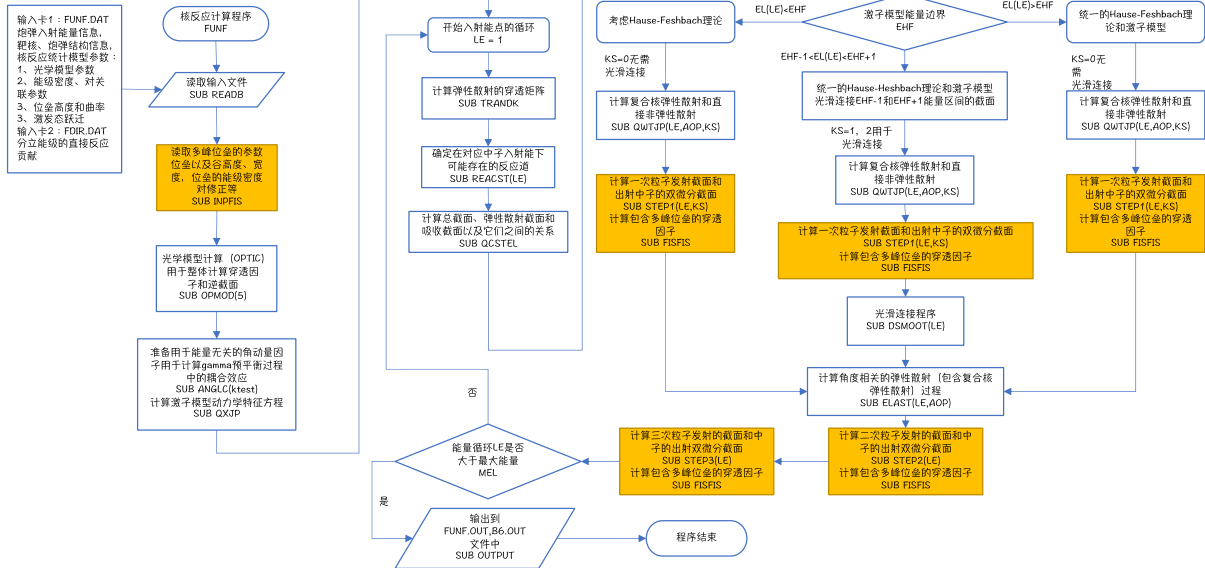 输入卡1：FUNF.DAT
炮弹入射能量信息,
靶核、炮弹结构信息,
核反应统计模型参数：
1、光学模型参数
2、能级密度、对关
联参数
3、位垒高度和曲率
3、激发态跃迁
输入卡2：FDIR.DAT
分立能级的直接反应
贡献
核反应计算程序
FUNF
读取输入文件
SUB READB
读取多峰位垒的参数
位垒以及谷高度、宽
度，位垒的能级密度
对修正等
SUB INPFIS
光学模型计算（OPTIC）
用于整体计算穿透因
子和逆截面
SUB OPMOD(5)
准备用于能量无关的角动量因
子用于计算gamma预平衡过程
中的耦合效应
SUB ANGLC(ktest)
计算激子模型动力学特征方程
SUB QXJP
开始入射能点的循环
LE = 1
计算弹性散射的穿透矩阵
SUB TRANDK
确定在对应中子入射能下
可能存在的反应道
SUB REACST(LE)
计算总截面、弹性散射截面和
吸收截面以及它们之间的关系
SUB QCSTEL
考虑Hause-Feshbach理论
EL(LE)<EHF
激子模型能量边界
EHF
EL(LE)>EHF
统一的Hause-Feshbach理
论和激子模型
KS=0无需
光滑连接
EHF-1<EL(LE)<EHF+1
KS=0无
需
光滑连接
计算复合核弹性散射和直
接非弹性散射
SUB QWTJP(LE,AOP,KS)
统一的Hause-Heshbach理论和激子模型
光滑连接EHF-1和EHF+1能量区间的截面
计算复合核弹性散射和直
接非弹性散射
SUB QWTJP(LE,AOP,KS)
KS=1，2用于
光滑连接
计算复合核弹性散射和直
接非弹性散射
SUB QWTJP(LE,AOP,KS)
计算一次粒子发射截面和
出射中子的双微分截面
SUB STEP1(LE,KS)
计算包含多峰位垒的穿透
因子
SUB FISFIS
计算一次粒子发射截面和出射中子的双微分截面
SUB STEP1(LE,KS)
计算包含多峰位垒的穿透因子
SUB FISFIS
计算一次粒子发射截面和
出射中子的双微分截面
SUB STEP1(LE,KS)
计算包含多峰位垒的穿透
因子
SUB FISFIS
光滑连接程序
SUB DSMOOT(LE)
计算角度相关的弹性散射（包含复合核
弹性散射）过程
SUB ELAST(LE,AOP)
计算二次粒子发射的截面和中
子的出射双微分截面
SUB STEP2(LE)
计算包含多峰位垒的穿透因子
SUB FISFIS
计算三次粒子发射的截面和中
子的出射双微分截面
SUB STEP3(LE)
计算包含多峰位垒的穿透因子
SUB FISFIS
否
能量循环LE是否
大于最大能量
MEL
是
输出到
FUNF.OUT,B6.OUT
文件中
SUB OUTPUT
程序结束